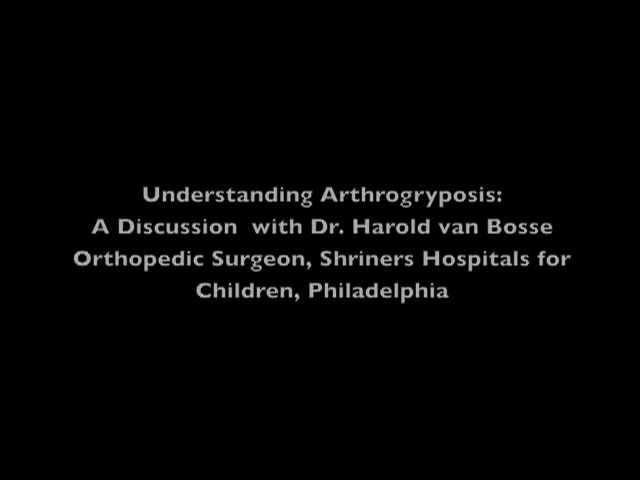 Understanding Arthrogryposis:
A Discussion  with Dr. Harold van Bosse
Orthopedic Surgeon, Shriners Hospitals for
Children, Philadelphia